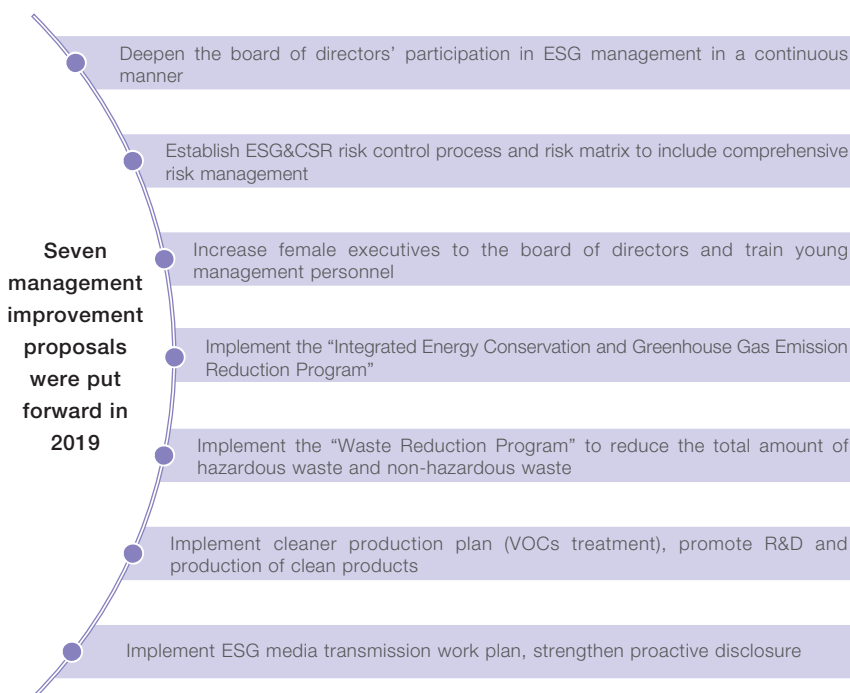 Seven
management
improvement
proposals
were put
forward in
2019
Deepen the board of directors’ participation in ESG management in a continuous
manner
Establish ESG&CSR risk control process and risk matrix to include comprehensive
risk management
Increase female executives to the board of directors and train young
management personnel
Implement the “Integrated Energy Conservation and Greenhouse Gas Emission
Reduction Program”
Implement the “Waste Reduction Program” to reduce the total amount of
hazardous waste and non-hazardous waste
Implement cleaner production plan (VOCs treatment), promote R&D and
production of clean products
Implement ESG media transmission work plan, strengthen proactive disclosure